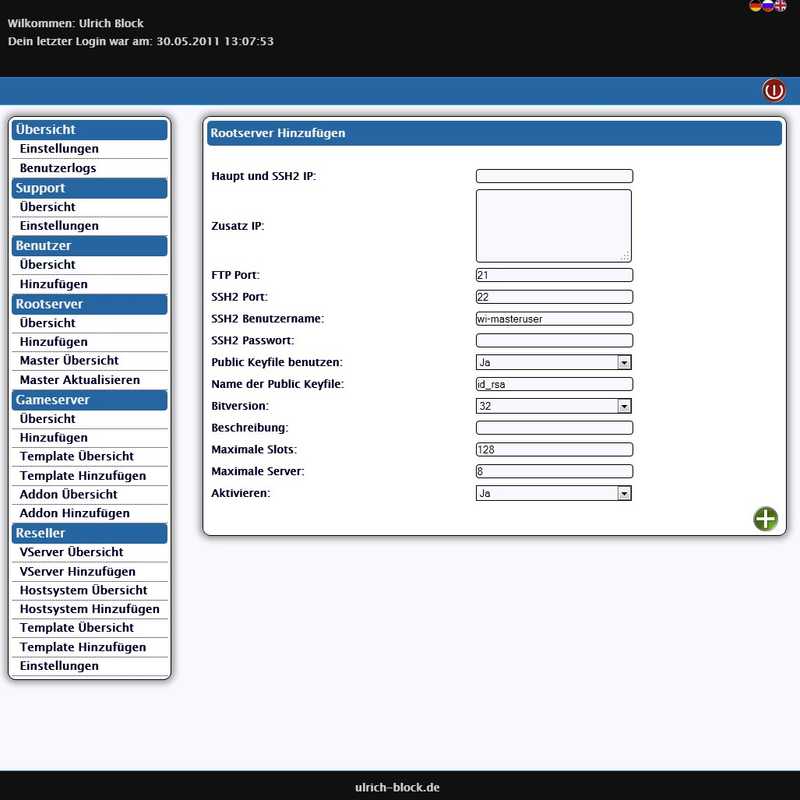 Wilkommen: Ulrich Block
Dein letzter Login war am: 30.05.2011 13:07:53
Übersicht
Einstellungen
Benutzerlogs
Support
Übersicht
Einstellungen
Benutzer
Übersicht
Hinzufügen
Rootserver
Übersicht
Hinzufügen
Master Übersicht
Master Aktualisieren
Gameserver
Übersicht
Hinzufügen
Template Übersicht
Template Hinzufügen
Addon Übersicht
Addon Hinzufügen
Reseller
VServer Übersicht
VServer Hinzufügen
Hostsystem Übersicht
Hostsystem Hinzufügen
Template Übersicht
Template Hinzufügen
Einstellungen
Rootserver Hinzufügen
Haupt und SSH2 IP:
Zusatz IP:
FTP Port: 21
SSH2 Port: 22
SSH2 Benutzername: wi-masteruser
SSH2 Passwort:
Public Keyfile benutzen: Ja
Name der Public Keyfile: id_rsa
Bitversion: 32
Beschreibung:
Maximale Slots: 128
Maximale Server: 8
Aktivieren: Ja
ulrich-block.de